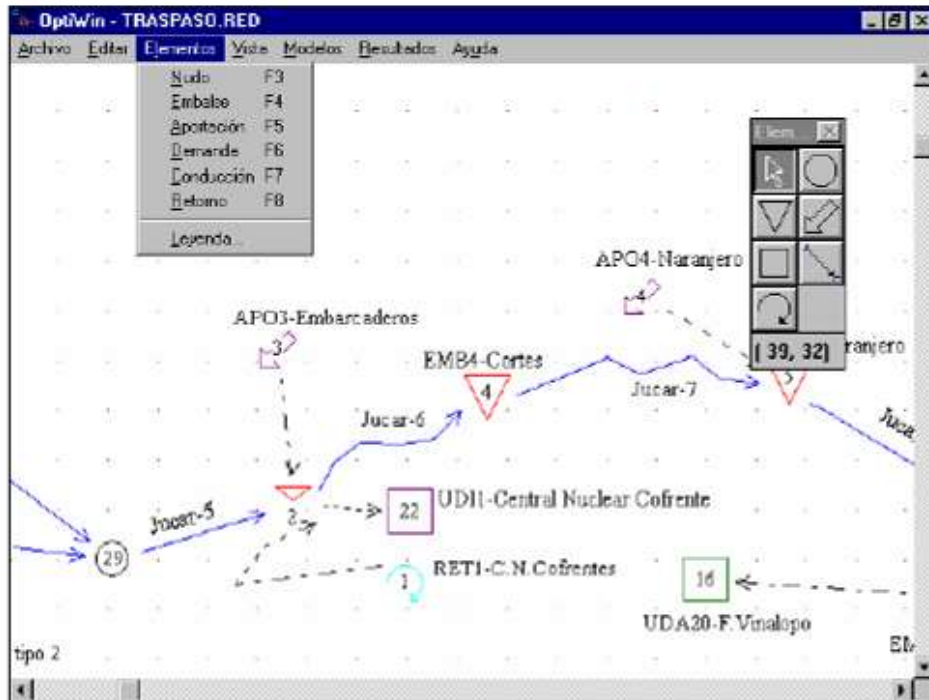 OptiWin - TRASPASO.RED
Archivo Editar Elementos Vista Modelos Resultados Ayuda
Nudo F3
Embalse F4
Aportación F5
Demanda F6
Conducción F7
Retorno F8
Leyenda...
Elem...
APO4-Naranjero
4
APO3-Embarcaderos
3
( 39, 32)
ranjero
EMB4-Cortes
4
5
Jucar-7
Jucar-6
Juca
UDI1-Central Nuclear Cofrente
22
Jucar-5
2
29
RET1-C.N.Cofrentes
1
16
UDA20-F.Vinalopo
tipo 2
EM